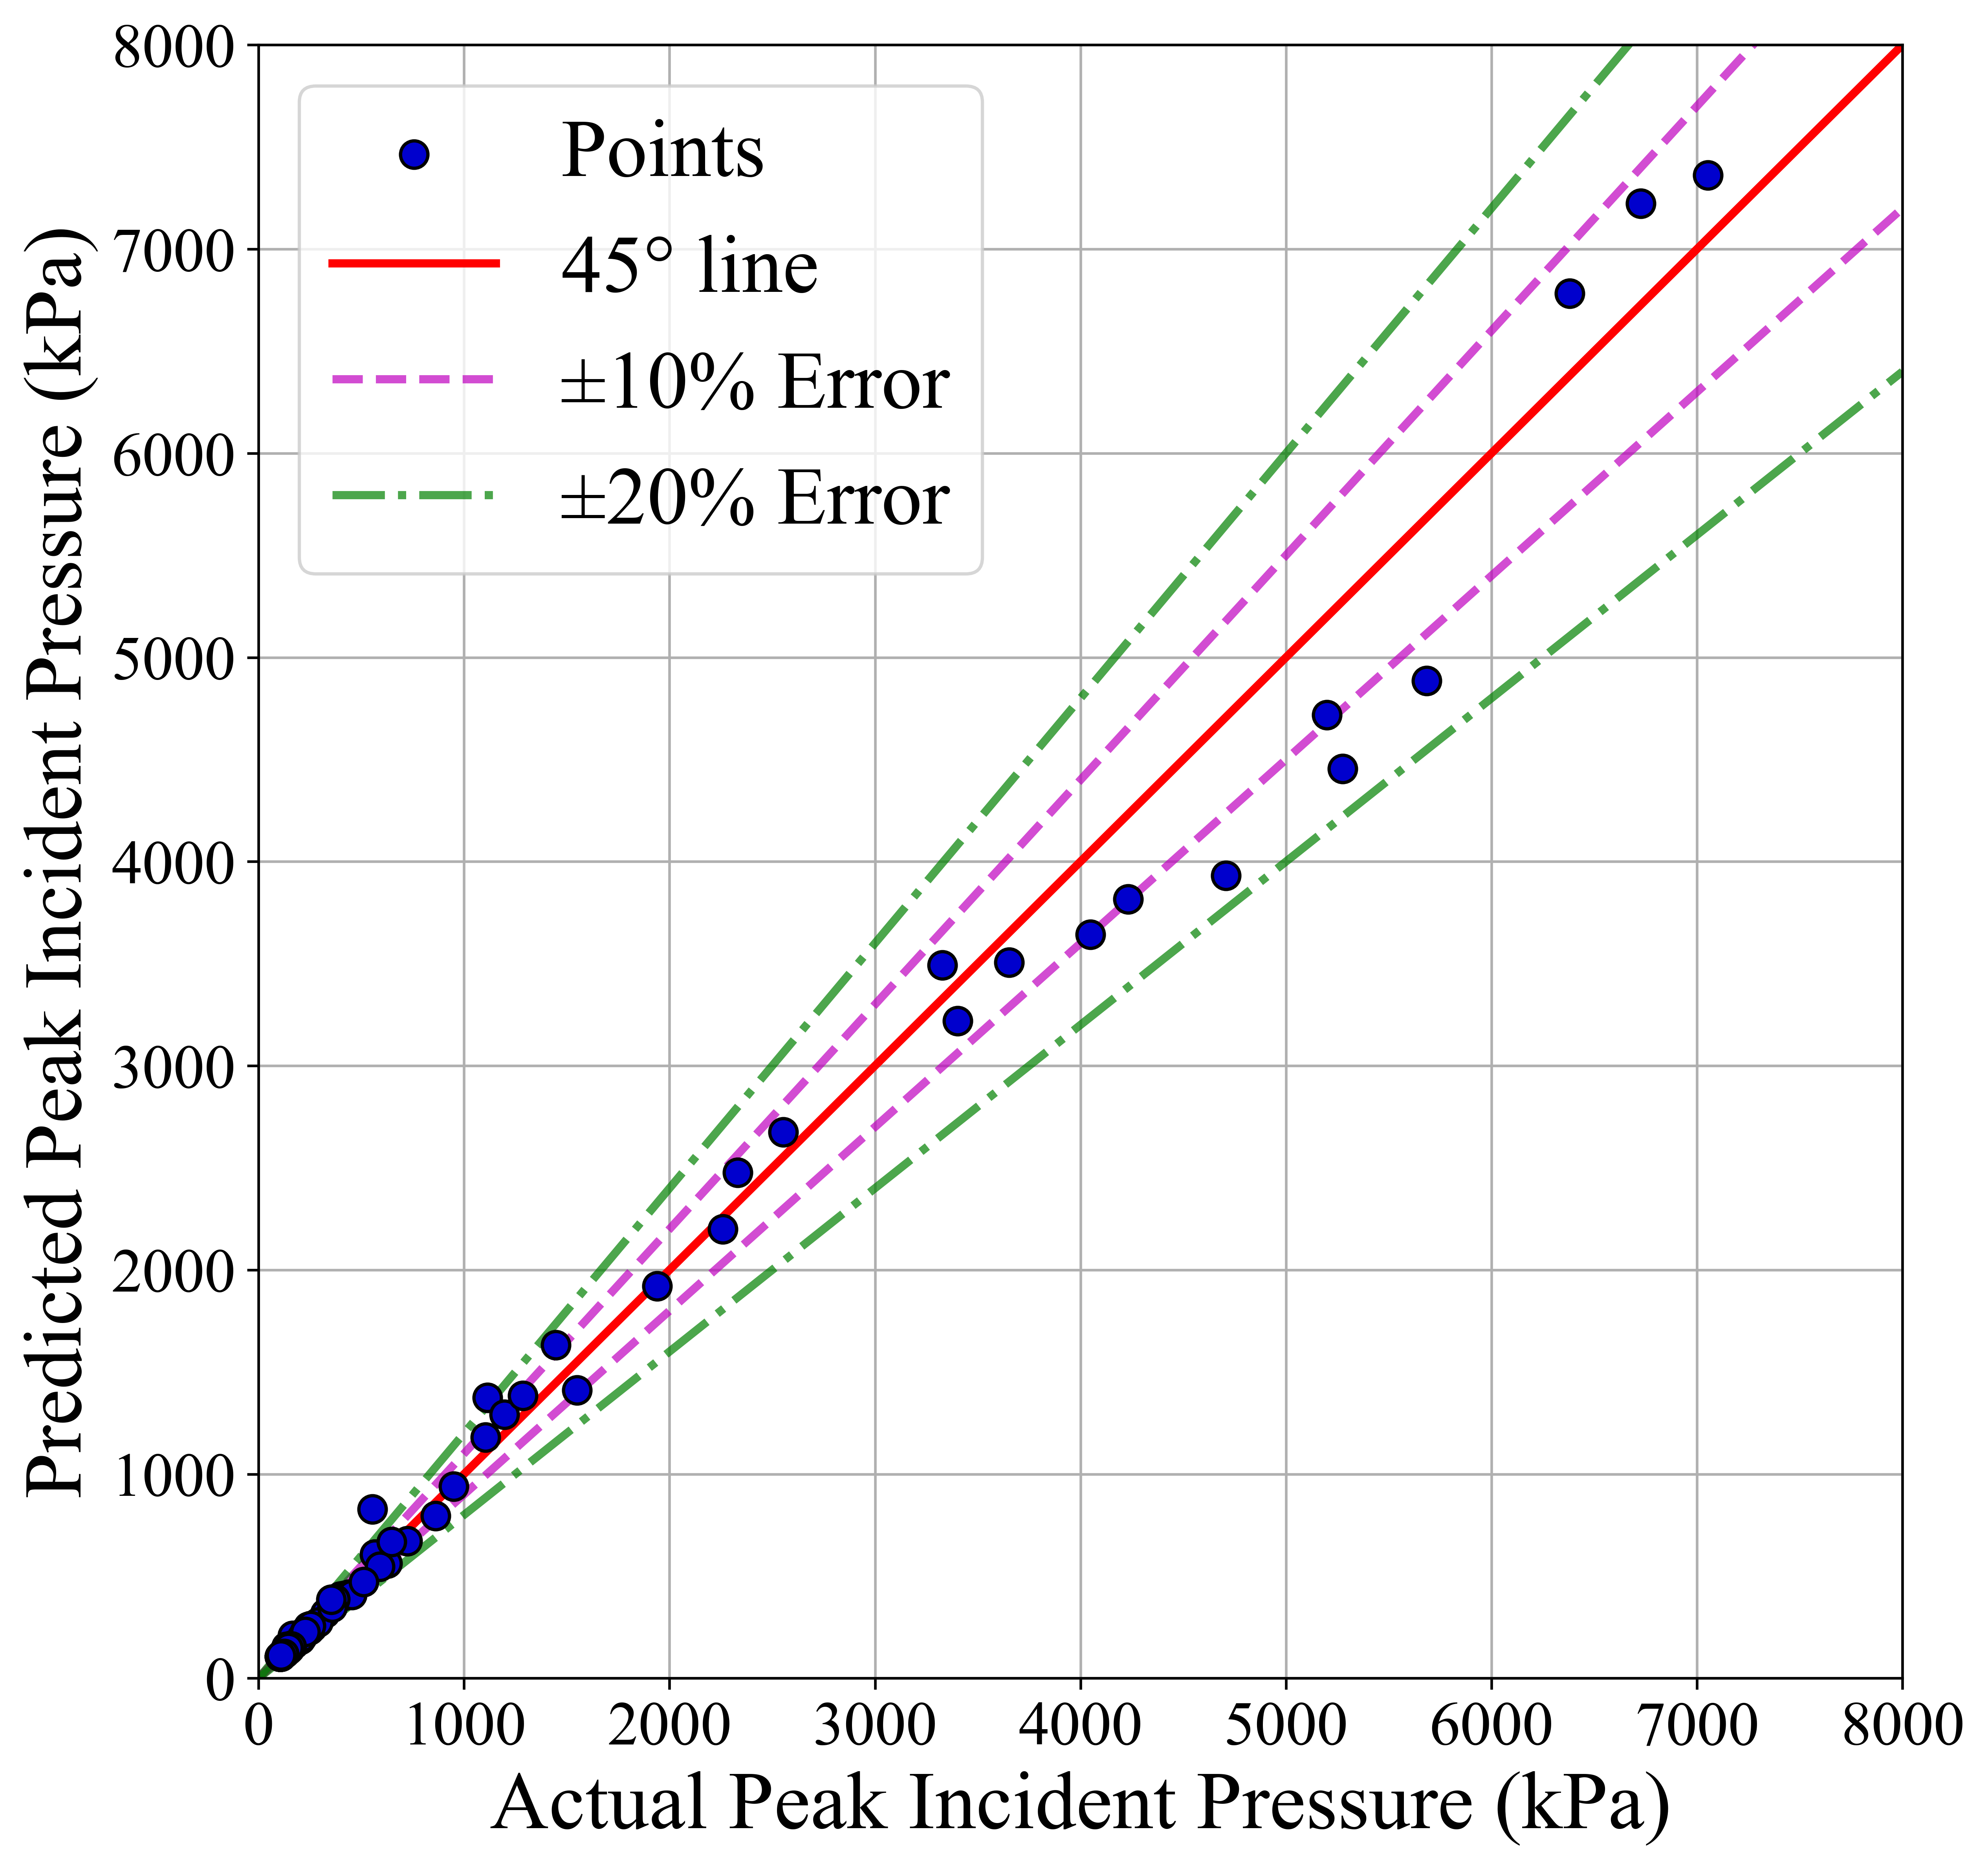 8000
7000
6000
5000
4000
3000
2000
1000
0
Predicted Peak Incident Pressure (kPa)
Points
45° line
±10% Error
±20% Error
0 1000 2000 3000 4000 5000 6000 7000 8000
Actual Peak Incident Pressure (kPa)